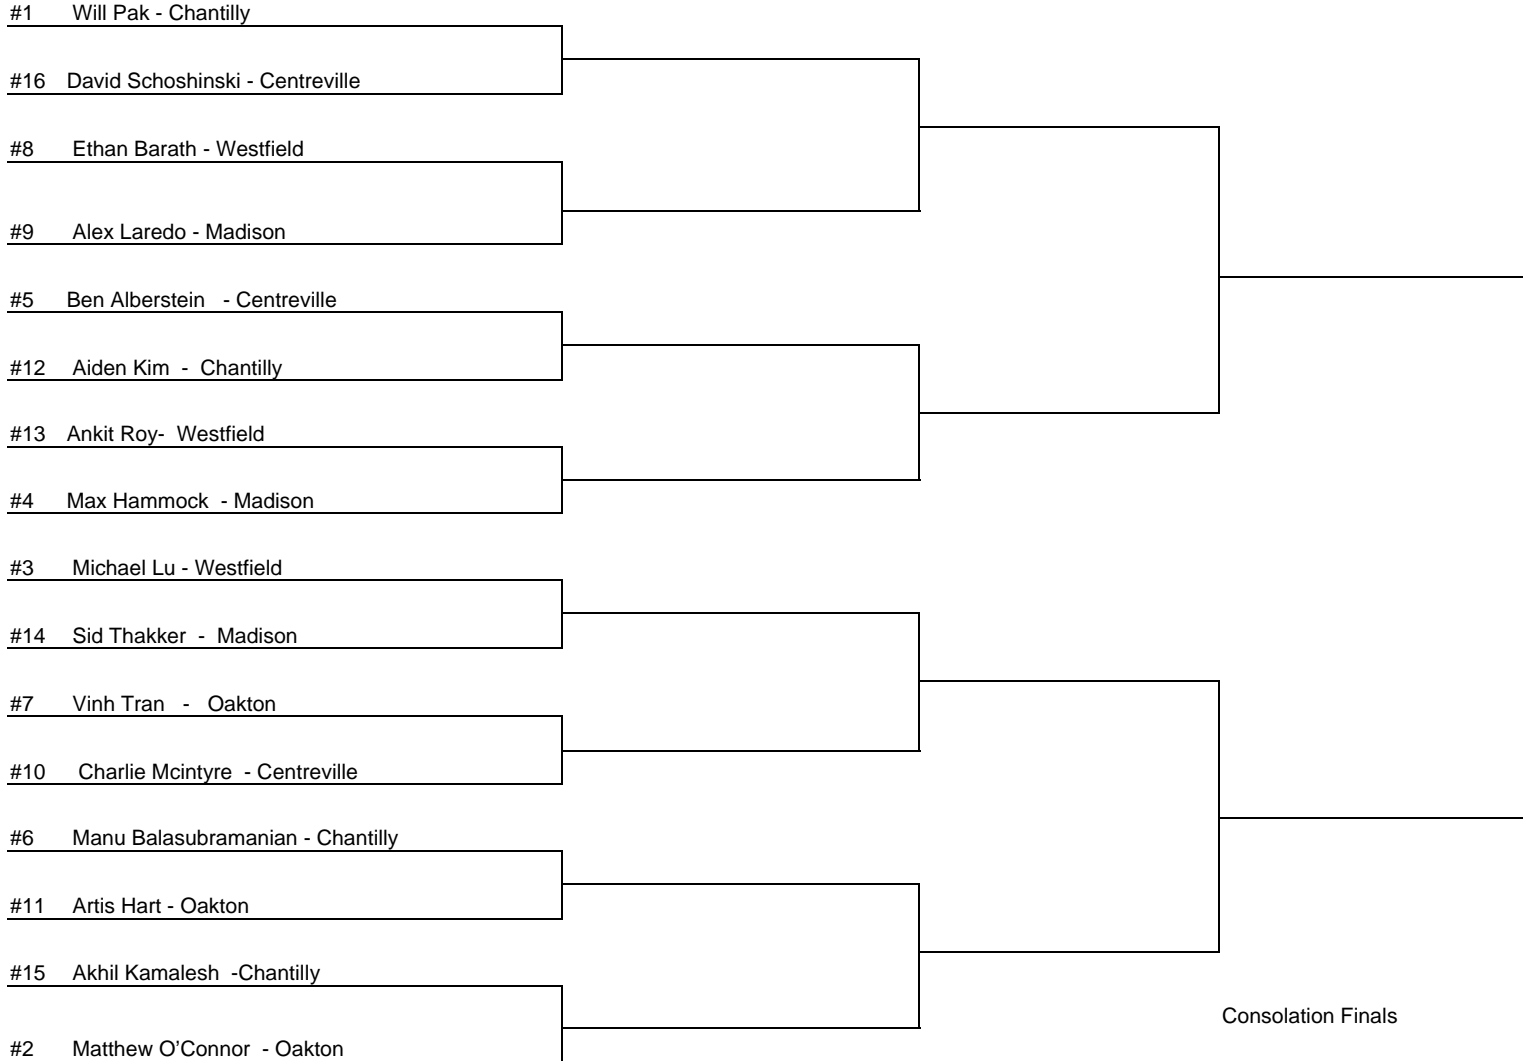 #1 Will Pak - Chantilly
#16 David Schoshinski - Centreville
#8 Ethan Barath - Westfield
#9 Alex Laredo - Madison
#5 Ben Alberstein - Centreville
#12 Aiden Kim - Chantilly
#13 Ankit Roy- Westfield
#4 Max Hammock - Madison
#3 Michael Lu - Westfield
#14 Sid Thakker - Madison
#7 Vinh Tran - Oakton
#10 Charlie Mcintyre - Centreville
#6 Manu Balasubramanian - Chantilly
#11 Artis Hart - Oakton
#15 Akhil Kamalesh -Chantilly
Consolation Finals
#2 Matthew O'Connor - Oakton